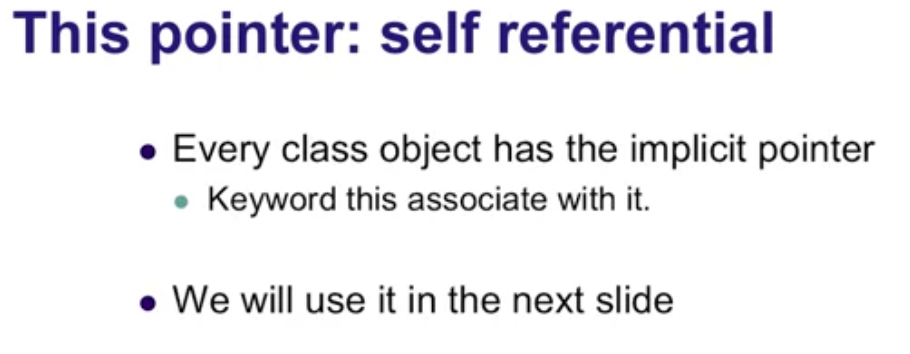 This pointer: self referential
Every class object has the implicit pointer
Keyword this associate with it.
We will use it in the next slide